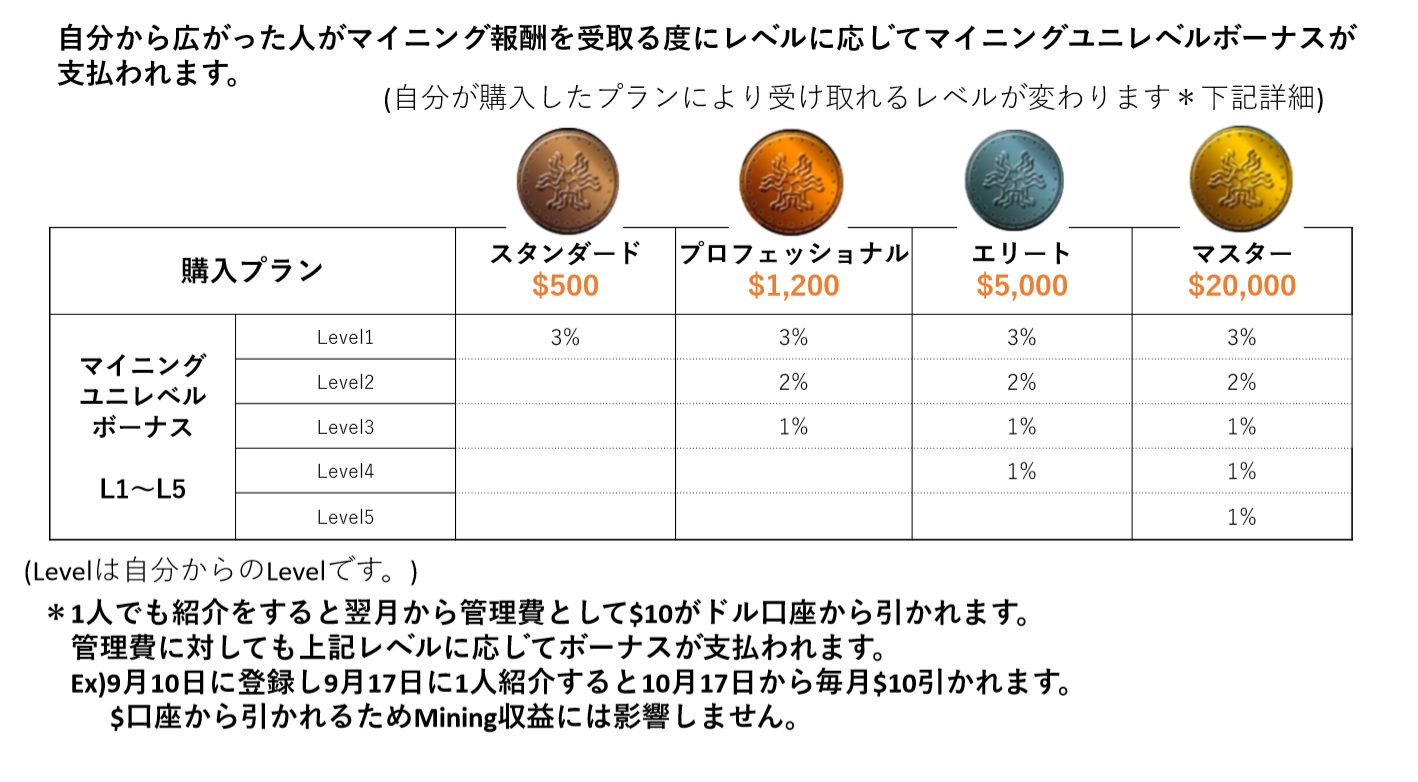 自分から広がった人がマイニング報酬を受取る度にレベルに応じてマイニングユニレベルボーナスが
支払われます。
(自分が購入したプランにより受け取れるレベルが変わります＊下記詳細)
購入プラン
スタンダード
$500
プロフェッショナル
$1,200
エリート
$5,000
マスター
$20,000
マイニング
ユニレベル
ボーナス
L1～L5
Level1 3% 3% 3% 3%
Level2 2% 2% 2%
Level3 1% 1% 1%
Level4 1% 1%
Level5 1%
(Levelは自分からのLevelです。)
＊1人でも紹介をすると翌月から管理費として$10がドル口座から引かれます。
管理費に対しても上記レベルに応じてボーナスが支払われます。
Ex)9月10日に登録し9月17日に1人紹介すると10月17日から毎月$10引かれます。
$口座から引かれるためMining収益には影響しません。